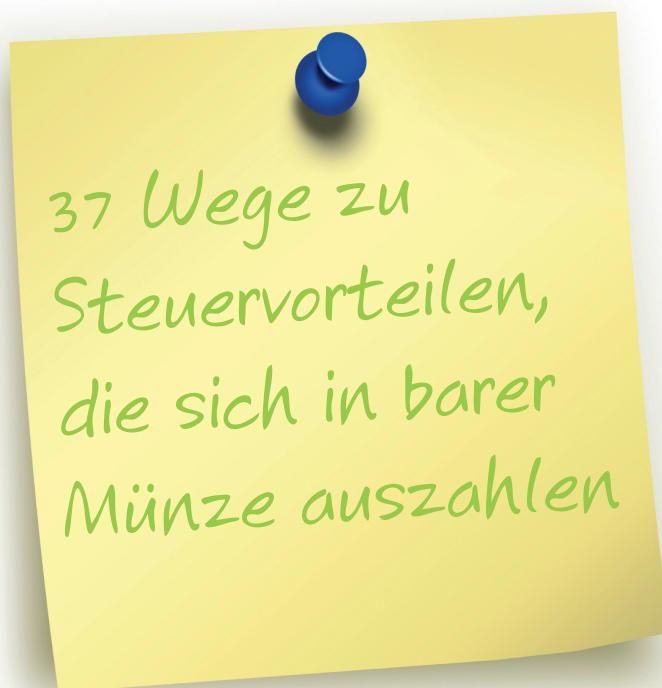 37 Wege zu
Steuervorteilen,
die sich in barer
Münze auszahlen